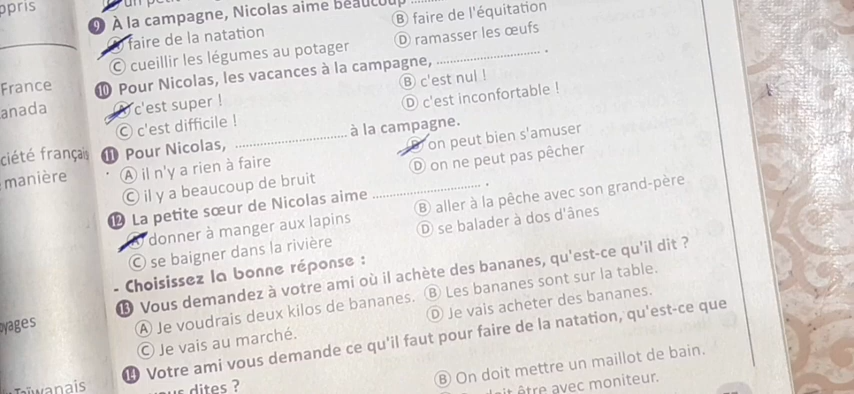 ppris
⑨ À la campagne, Nicolas aime beaucoup
Ⓐ faire de la natation Ⓑ faire de l'équitation
Ⓒ cueillir les légumes au potager Ⓓ ramasser les œufs
France
⑩ Pour Nicolas, les vacances à la campagne, ____________ .
anada
Ⓐ c'est super ! Ⓑ c'est nul !
Ⓒ c'est difficile ! Ⓓ c'est inconfortable !
ciété français
⑪ Pour Nicolas, ____________ à la campagne.
manière
Ⓐ il n'y a rien à faire Ⓑ on peut bien s'amuser
Ⓒ il y a beaucoup de bruit Ⓓ on ne peut pas pêcher
⑫ La petite sœur de Nicolas aime ____________ .
Ⓐ donner à manger aux lapins Ⓑ aller à la pêche avec son grand-père
Ⓒ se baigner dans la rivière Ⓓ se balader à dos d'ânes
- Choisissez la bonne réponse :
⑬ Vous demandez à votre ami où il achète des bananes, qu'est-ce qu'il dit ?
Ⓐ Je voudrais deux kilos de bananes. Ⓑ Les bananes sont sur la table.
oyages
Ⓒ Je vais au marché. Ⓓ Je vais acheter des bananes.
⑭ Votre ami vous demande ce qu'il faut pour faire de la natation, qu'est-ce que
dites ?
Taïwanais
Ⓑ On doit mettre un maillot de bain.
être avec moniteur.